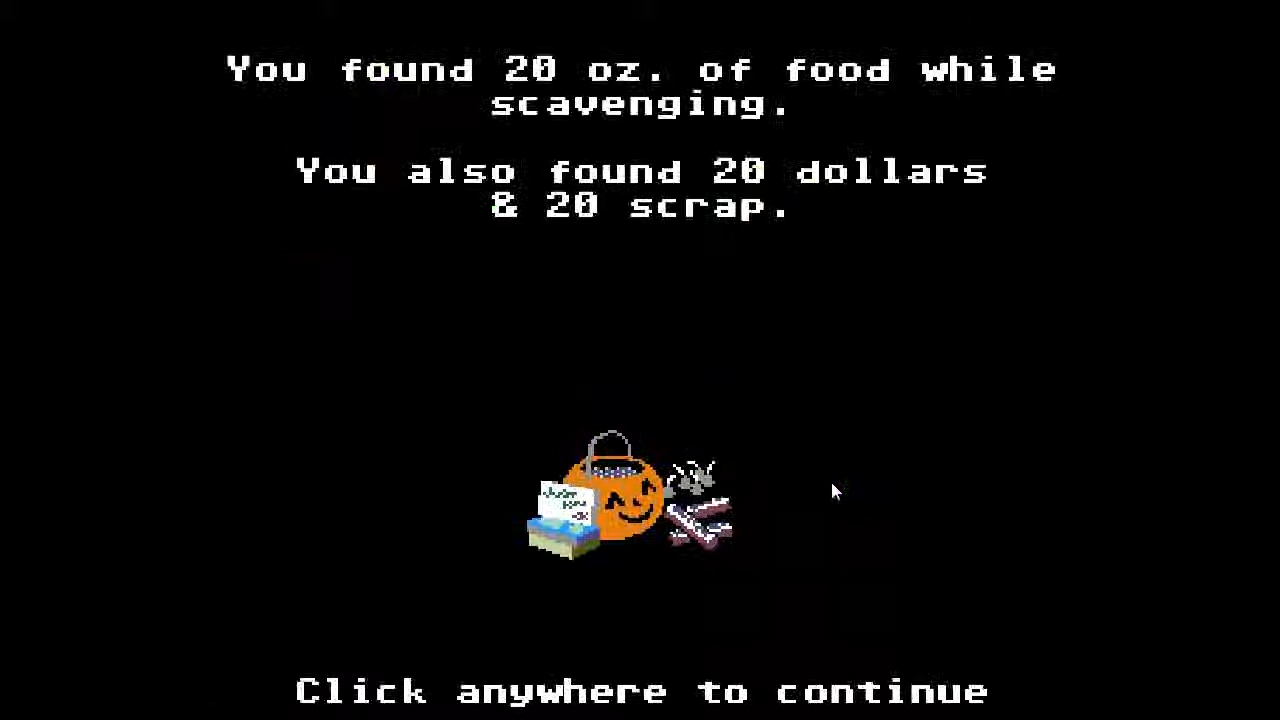 You found 20 oz. of food while
scavenging.
You also found 20 dollars
& 20 scrap.
Click anywhere to continue